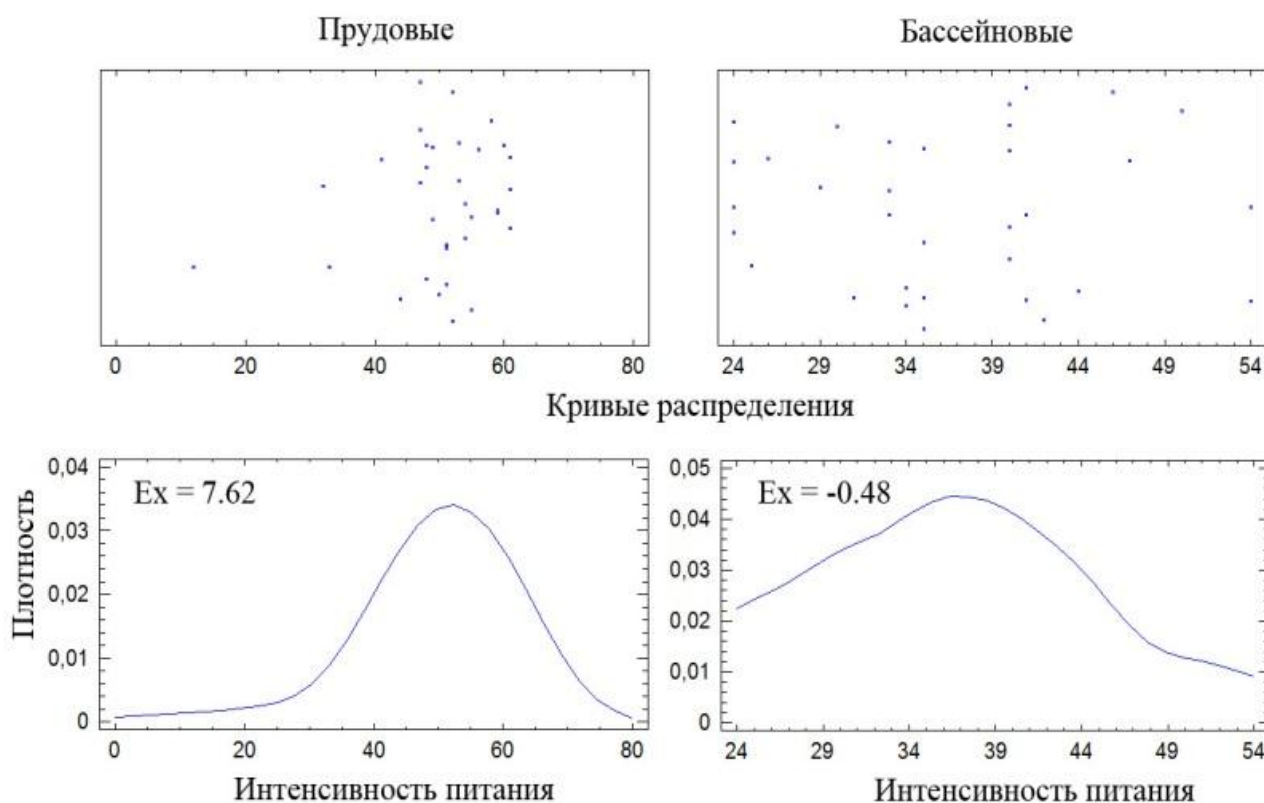 Прудовые
Бассейновые
0 20 40 60 80
24 29 34 39 44 49 54
Кривые распределения
Плотность
0,04
0,03
0,02
0,01
0
Ex = 7.62
0 20 40 60 80
Интенсивность питания
0,05
0,04
0,03
0,02
0,01
0
Ex = -0.48
24 29 34 39 44 49 54
Интенсивность питания